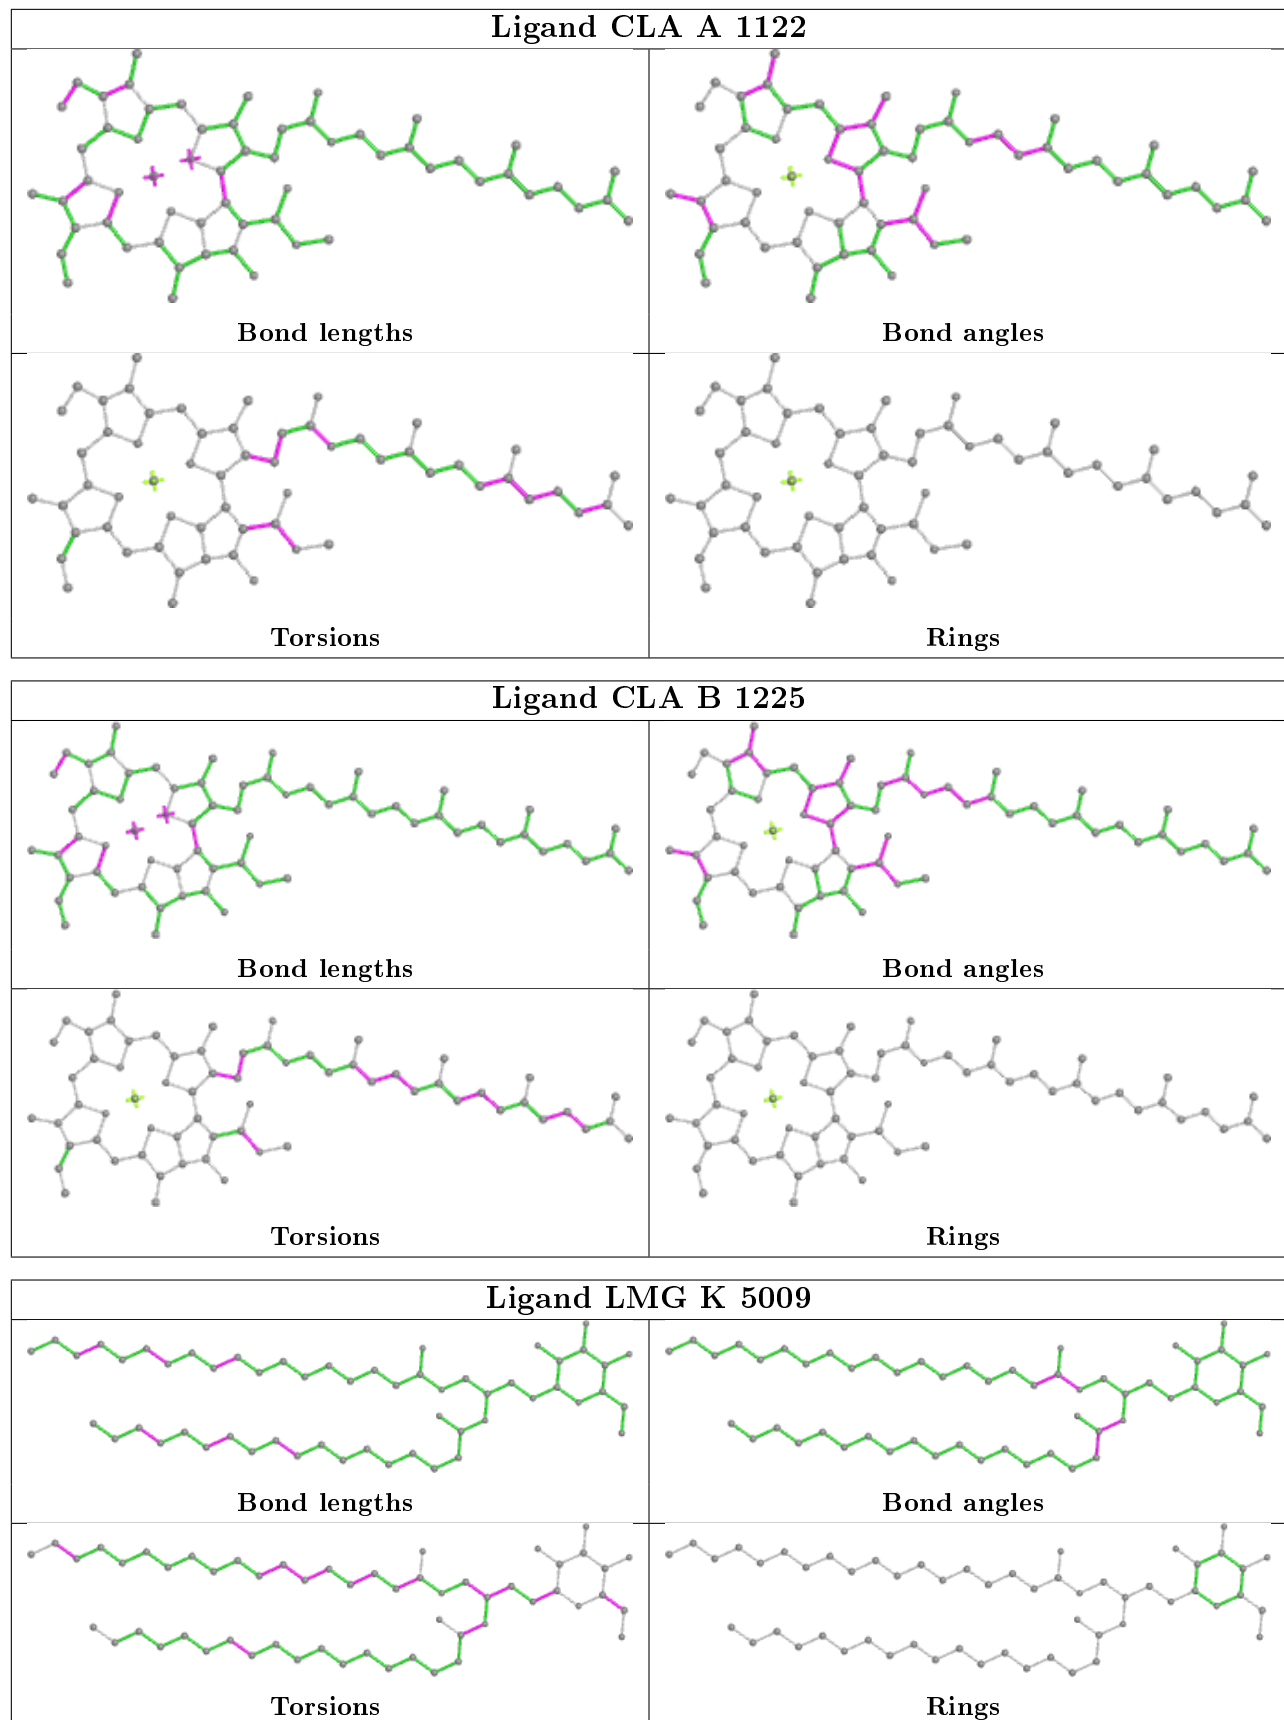 Ligand CLA A 1122
Bond lengths
Bond angles
Torsions
Rings
Ligand CLA B 1225
Bond lengths
Bond angles
Torsions
Rings
Ligand LMG K 5009
Bond lengths
Bond angles
Torsions
Rings